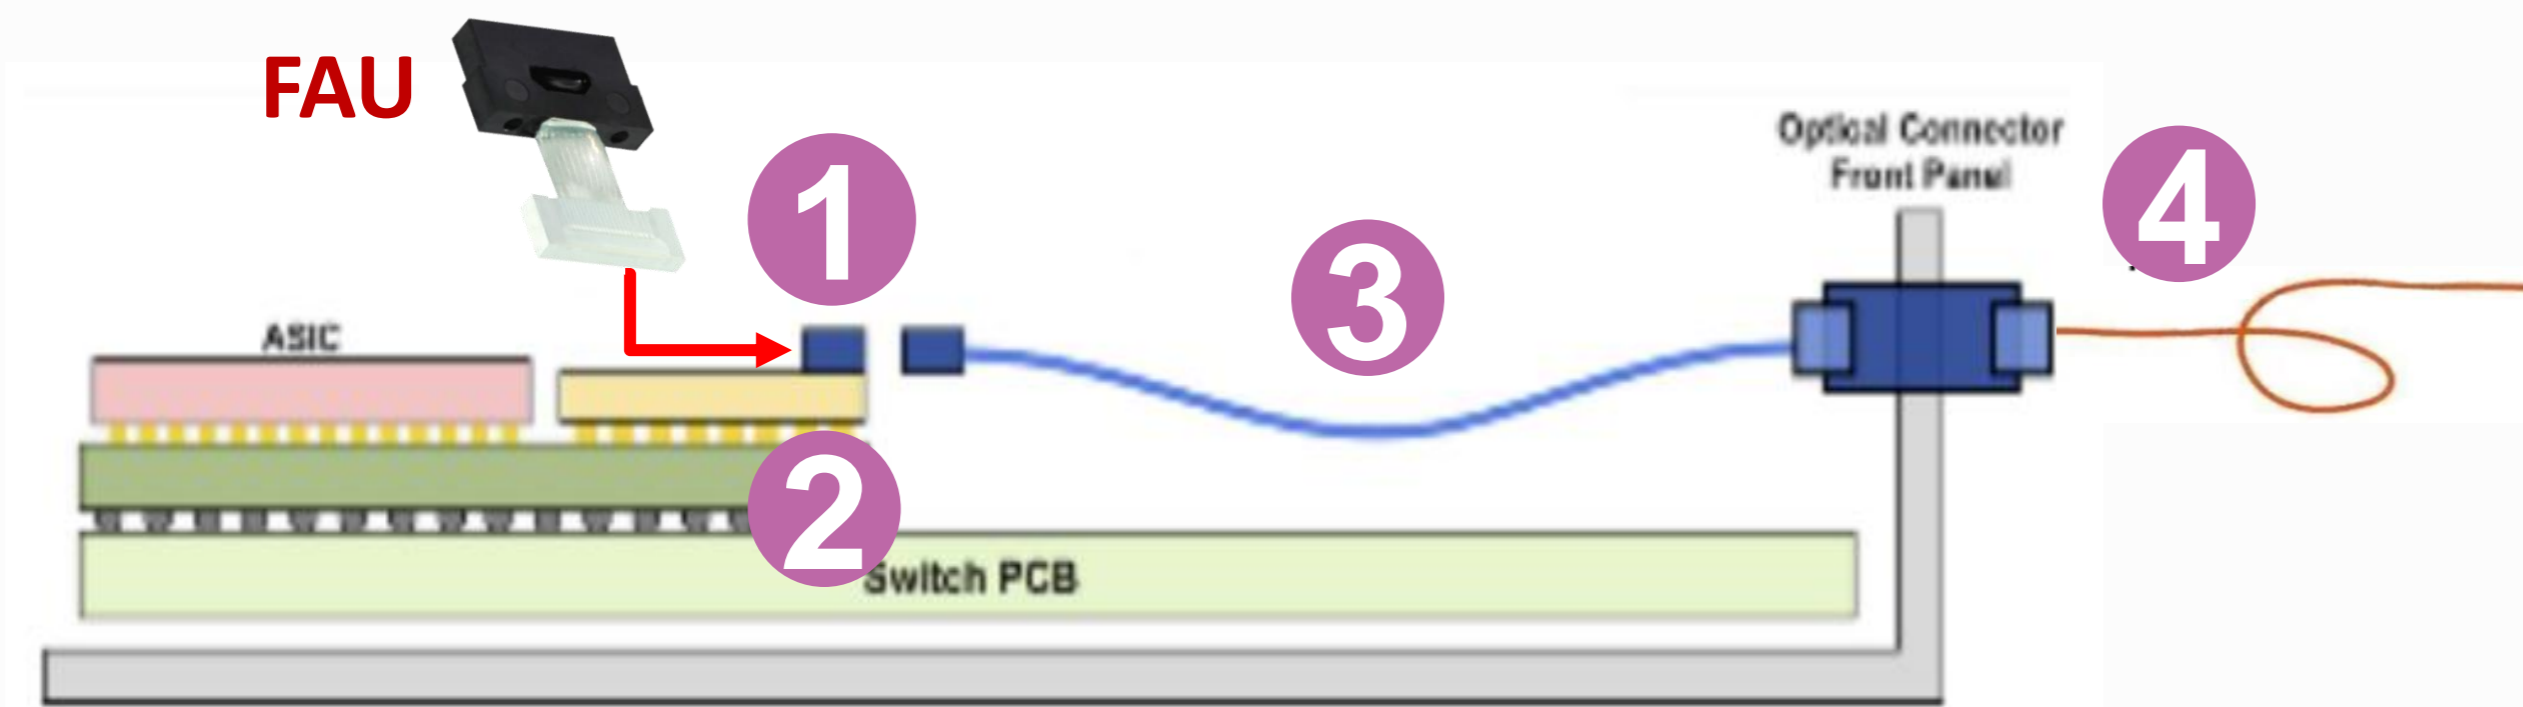 FAU
1
Optical Connector
Front Panel
4
3
ASIC
2
Switch PCB